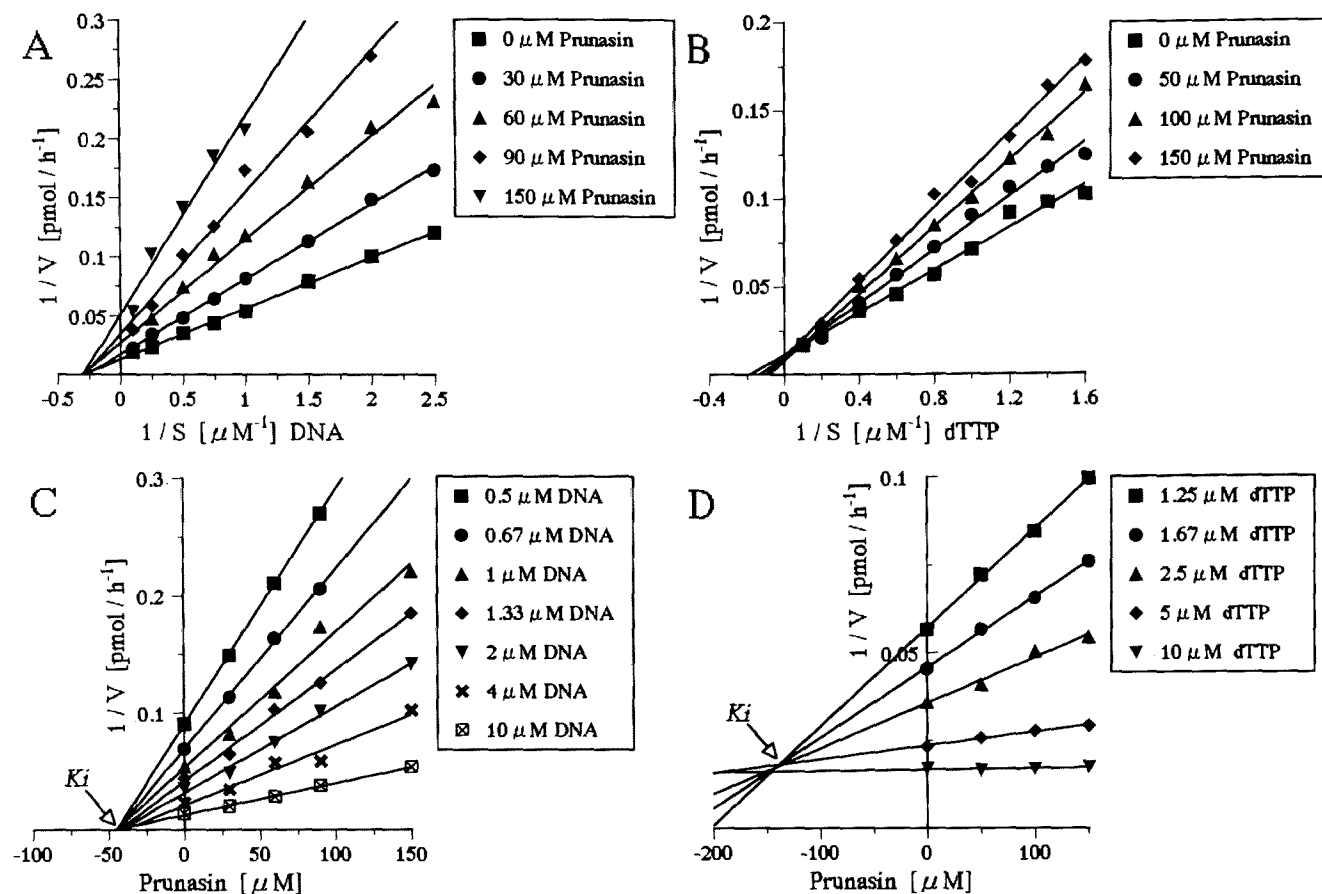 A
1 / V [pmol / h-1]
0.3
0.25
0.2
0.15
0.1
0.05
-0.5 0 0.5 1 1.5 2 2.5
1 / S [μM-1] DNA
0 μM Prunasin
30 μM Prunasin
60 μM Prunasin
90 μM Prunasin
150 μM Prunasin
B
1 / V [pmol / h-1]
0.2
0.15
0.1
0.05
-0.4 0 0.4 0.8 1.2 1.6
1 / S [μM-1] dTTP
0 μM Prunasin
50 μM Prunasin
100 μM Prunasin
150 μM Prunasin
C
1 / V [pmol / h-1]
0.3
0.2
0.1
Ki
-100 -50 0 50 100 150
Prunasin [μM]
0.5 μM DNA
0.67 μM DNA
1 μM DNA
1.33 μM DNA
2 μM DNA
4 μM DNA
10 μM DNA
D
1 / V [pmol / h-1]
0.1
0.05
Ki
-200 -100 0 100
Prunasin [μM]
1.25 μM dTTP
1.67 μM dTTP
2.5 μM dTTP
5 μM dTTP
10 μM dTTP